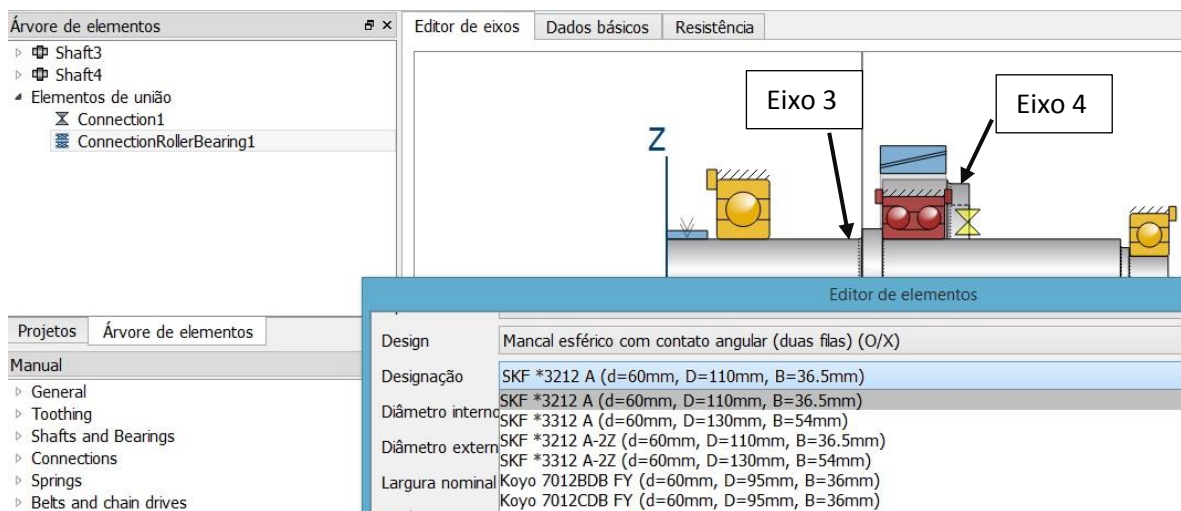 Árvore de elementos
Shaft3
Shaft4
Elementos de união
Connection1
ConnectionRollerBearing1
Projetos
Árvore de elementos
Manual
General
Toothing
Shafts and Bearings
Connections
Springs
Belts and chain drives
Editor de eixos
Dados básicos
Resistência
Eixo 3
Eixo 4
Z
Editor de elementos
Design
Mancal esférico com contato angular (duas filas) (O/X)
Designação
SKF *3212 A (d=60mm, D=110mm, B=36.5mm)
SKF *3212 A (d=60mm, D=110mm, B=36.5mm)
Diâmetro interno
SKF *3312 A (d=60mm, D=130mm, B=54mm)
SKF *3212 A-2Z (d=60mm, D=110mm, B=36.5mm)
Diâmetro extern
SKF *3312 A-2Z (d=60mm, D=130mm, B=54mm)
Largura nominal
Koyo 7012BDB FY (d=60mm, D=95mm, B=36mm)
Koyo 7012CDB FY (d=60mm, D=95mm, B=36mm)